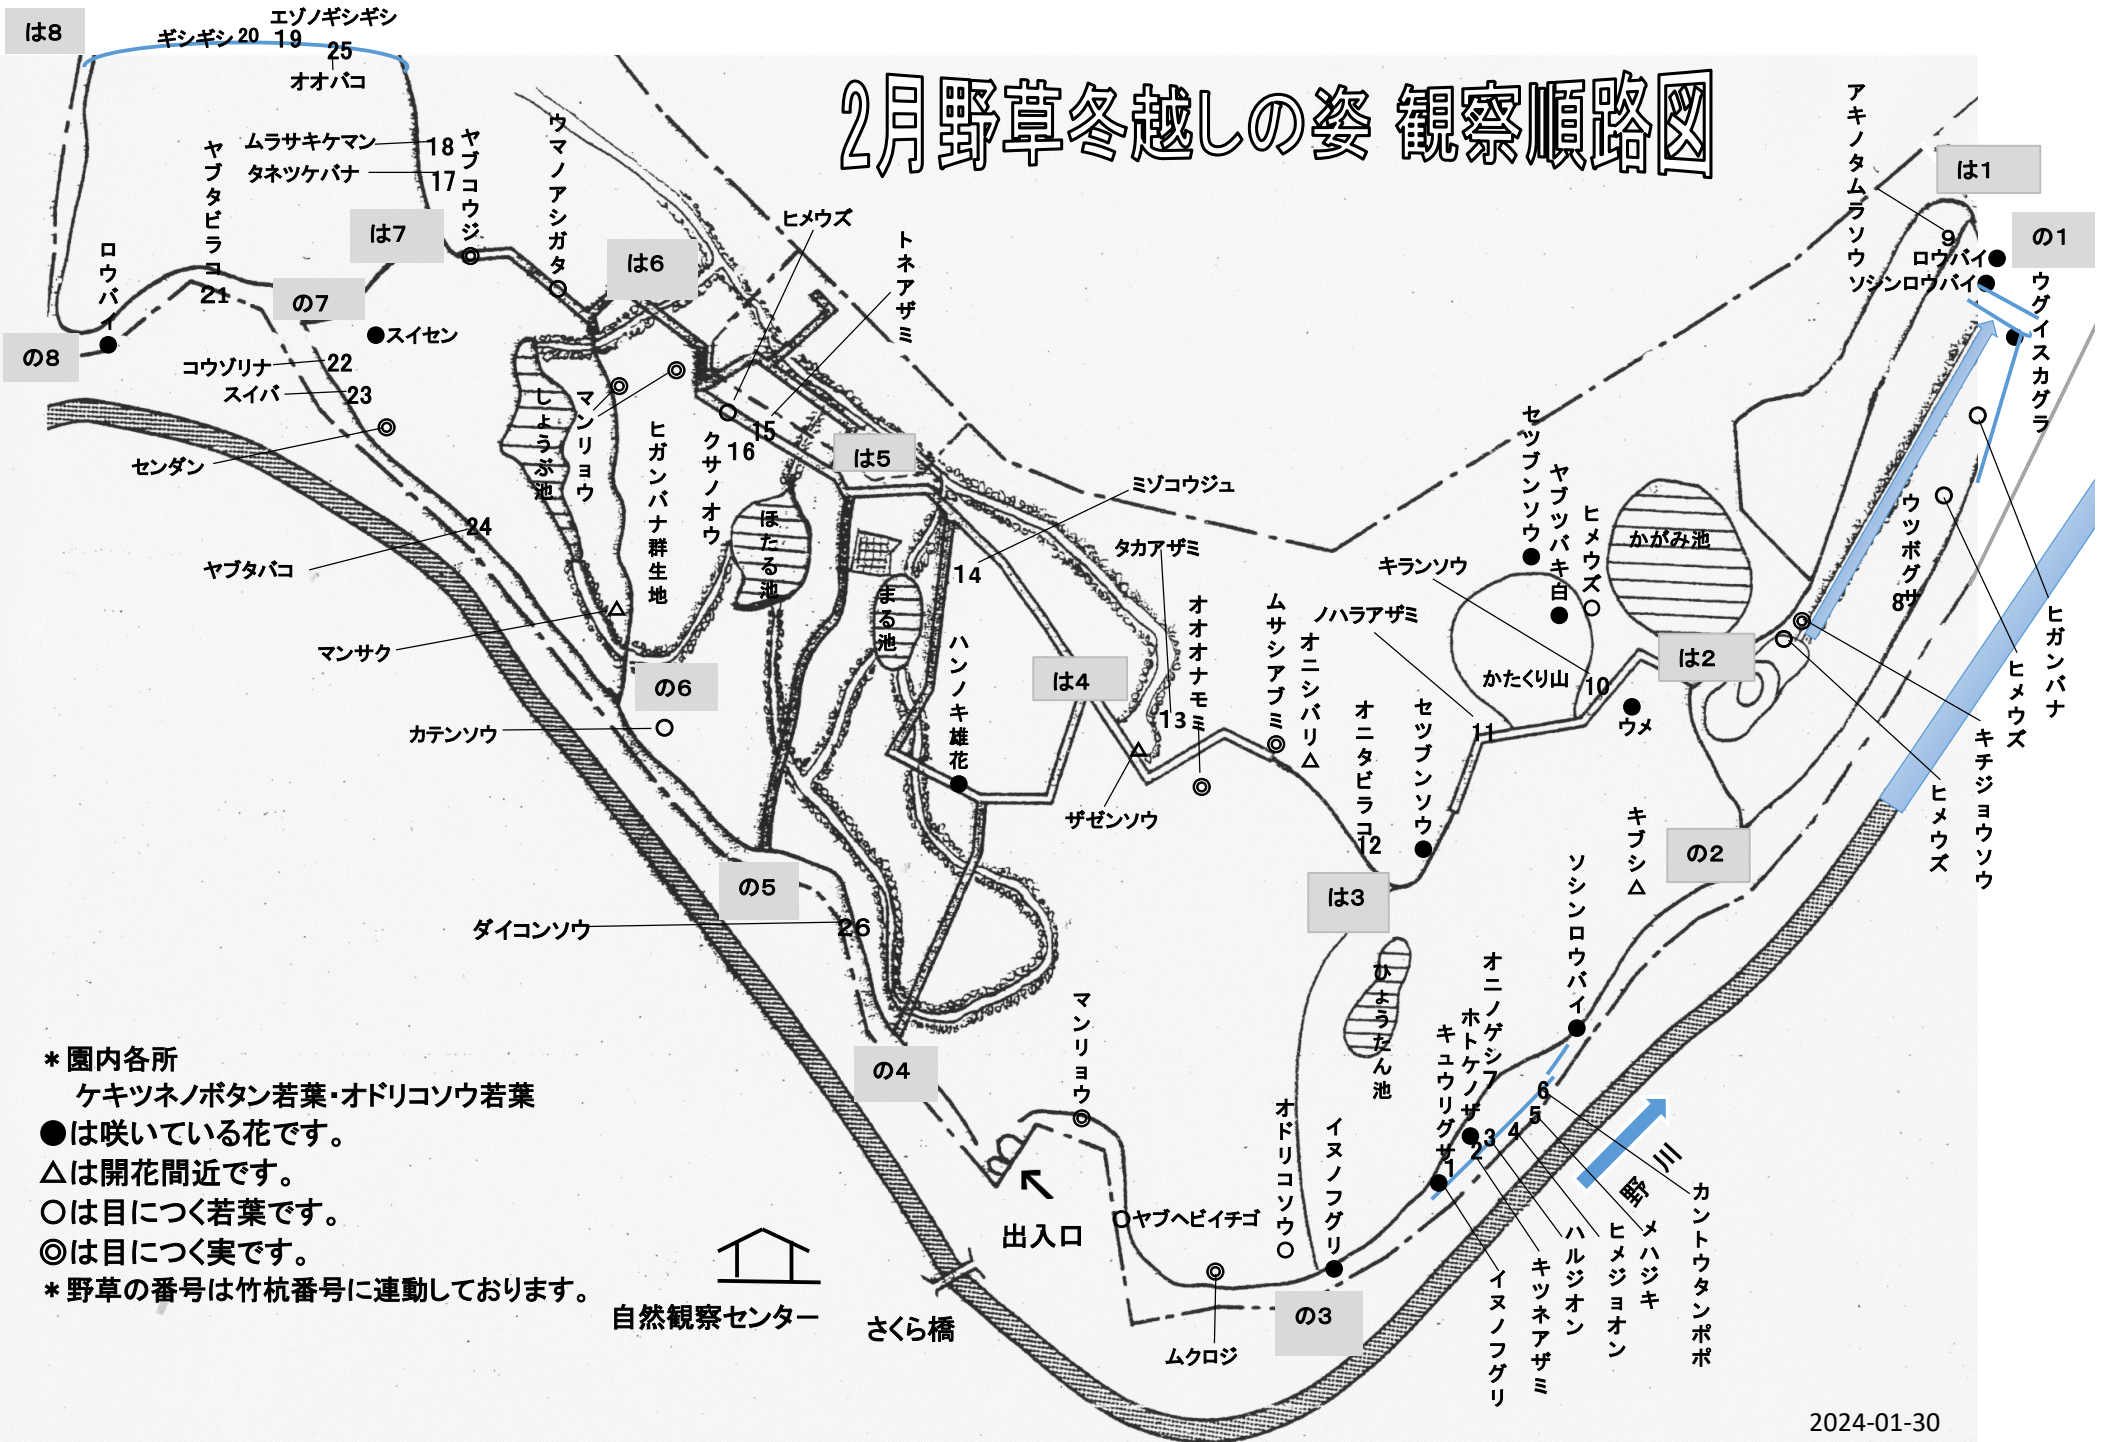 2月野草冬越しの姿 観察順路図
は8
ギシギシ 20
19
エゾノギシギシ
25
オオバコ
ムラサキケマン
18
タネツケバナ
17
ヤブコウジ
ヤブタビラコ
21
ロウバイ
は7
の7
の8
スイセン
コウゾリナ
22
スイバ
23
センダン
ヤブタバコ
24
マンサク
カテンソウ
ウマノアシガタ
は6
ヒメウズ
トネアザミ
15
16
クサノオウ
しょうぶ池
マンリョウ
ヒガンバナ群生地
ほたる池
は5
まる池
ミゾコウジュ
14
タカアザミ
13
オオオナモミ
ハンノキ雄花
は4
ザゼンソウ
の6
の5
ダイコンソウ
26
の4
ムサシアブミ
オニシバリ△
ノハラアザミ
11
キランソウ
10
かたくり山
セツブンソウ
ヤブツバキ白
ヒメウズ
かがみ池
は2
ウメ
オニタビラコ
12
セツブンソウ
は3
ひょうたん池
キブシ△
の2
ソシンロウバイ
アキノタムラソウ
9
は1
の1
ロウバイ
ソシンロウバイ
ウグイスカグラ
ウツボグサ
8
ヒガンバナ
ヒメウズ
キチジョウソウ
ヒメウズ
オニノゲシ
7
ホトケノザ
キュウリグサ
1
2
3
4
5
6
イヌノフグリ
キツネアザミ
ハルジオン
ヒメジョオン
メハジキ
カントウタンポポ
野川
オドリコソウ
イヌノフグリ
の3
マンリョウ
ヤブヘビイチゴ
ムクロジ
出入口
さくら橋
自然観察センター
*園内各所
ケキツネノボタン若葉・オドリコソウ若葉
●は咲いている花です。
△は開花間近です。
○は目につく若葉です。
◎は目につく実です。
*野草の番号は竹杭番号に連動しております。
2024-01-30